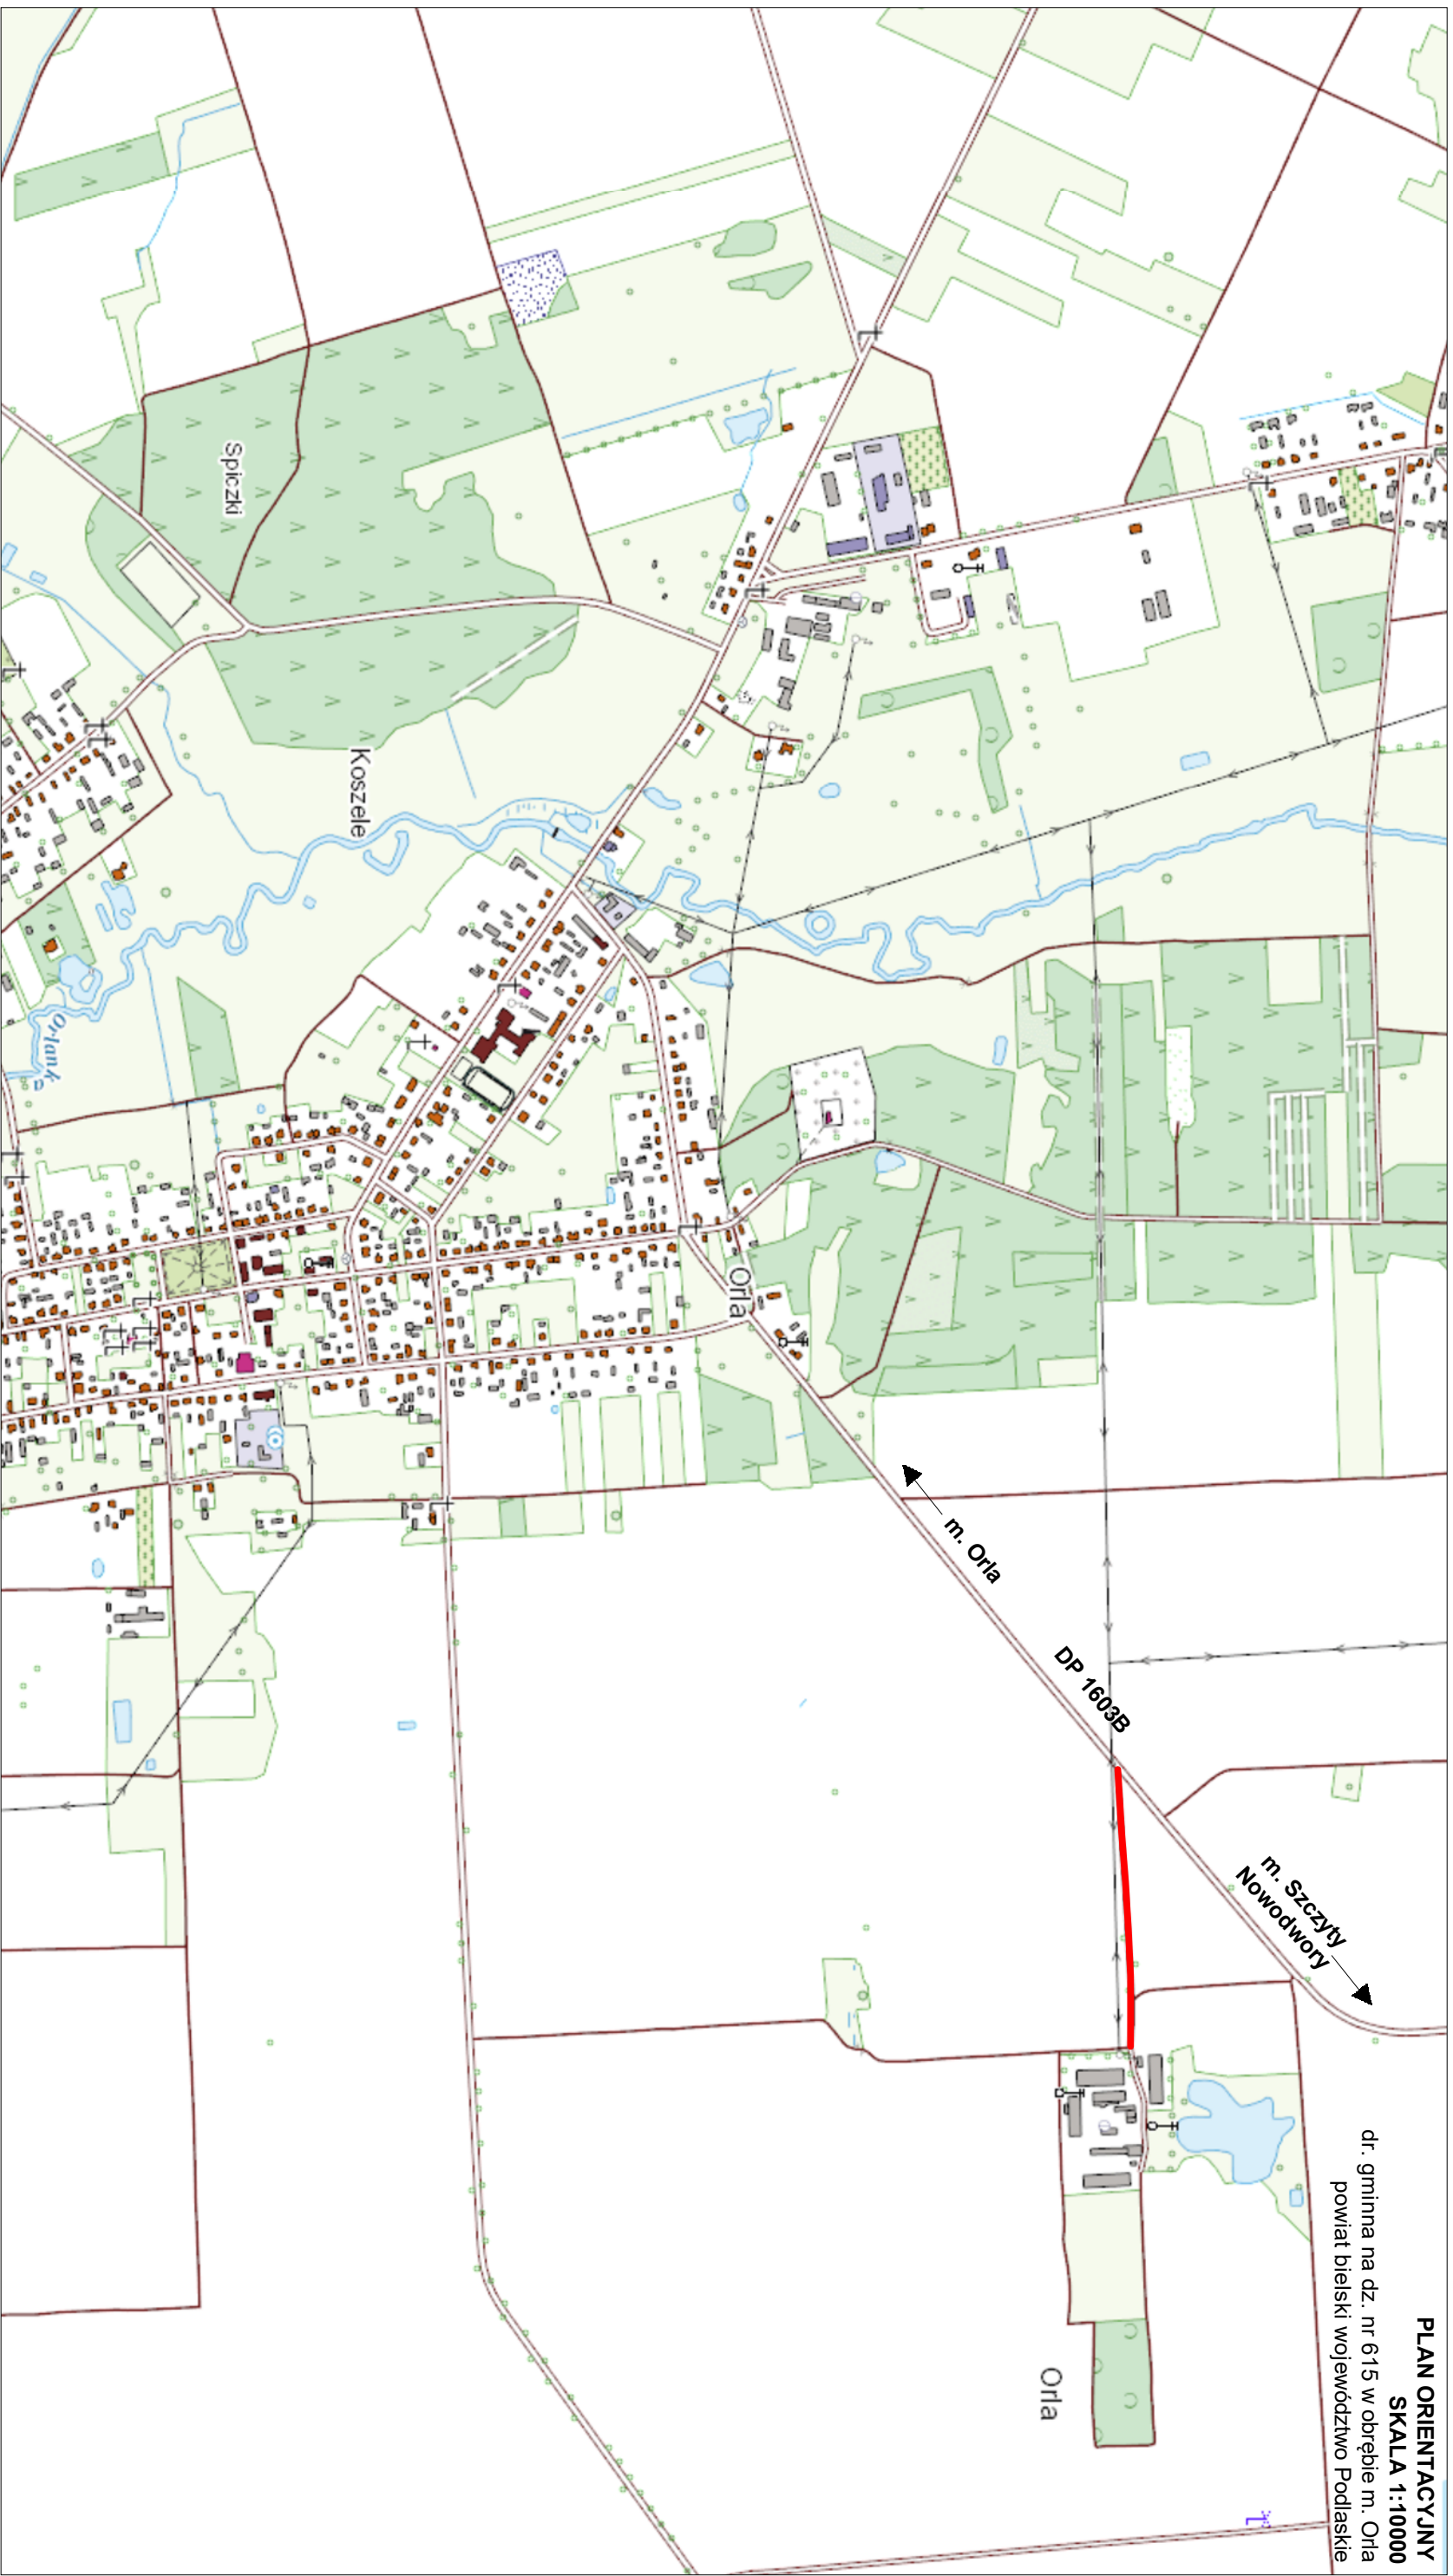 PLAN ORIENTACYJNY
SKALA 1:10000
dr. gminna na dz. nr 615 w obrębie m. Orla
powiat bielski województwo Podlaskie
m. Szczyty
Nowodwory
DP 1603B
m. Orla
Orla
Orla
Koszele
Spiczki
Orlanka